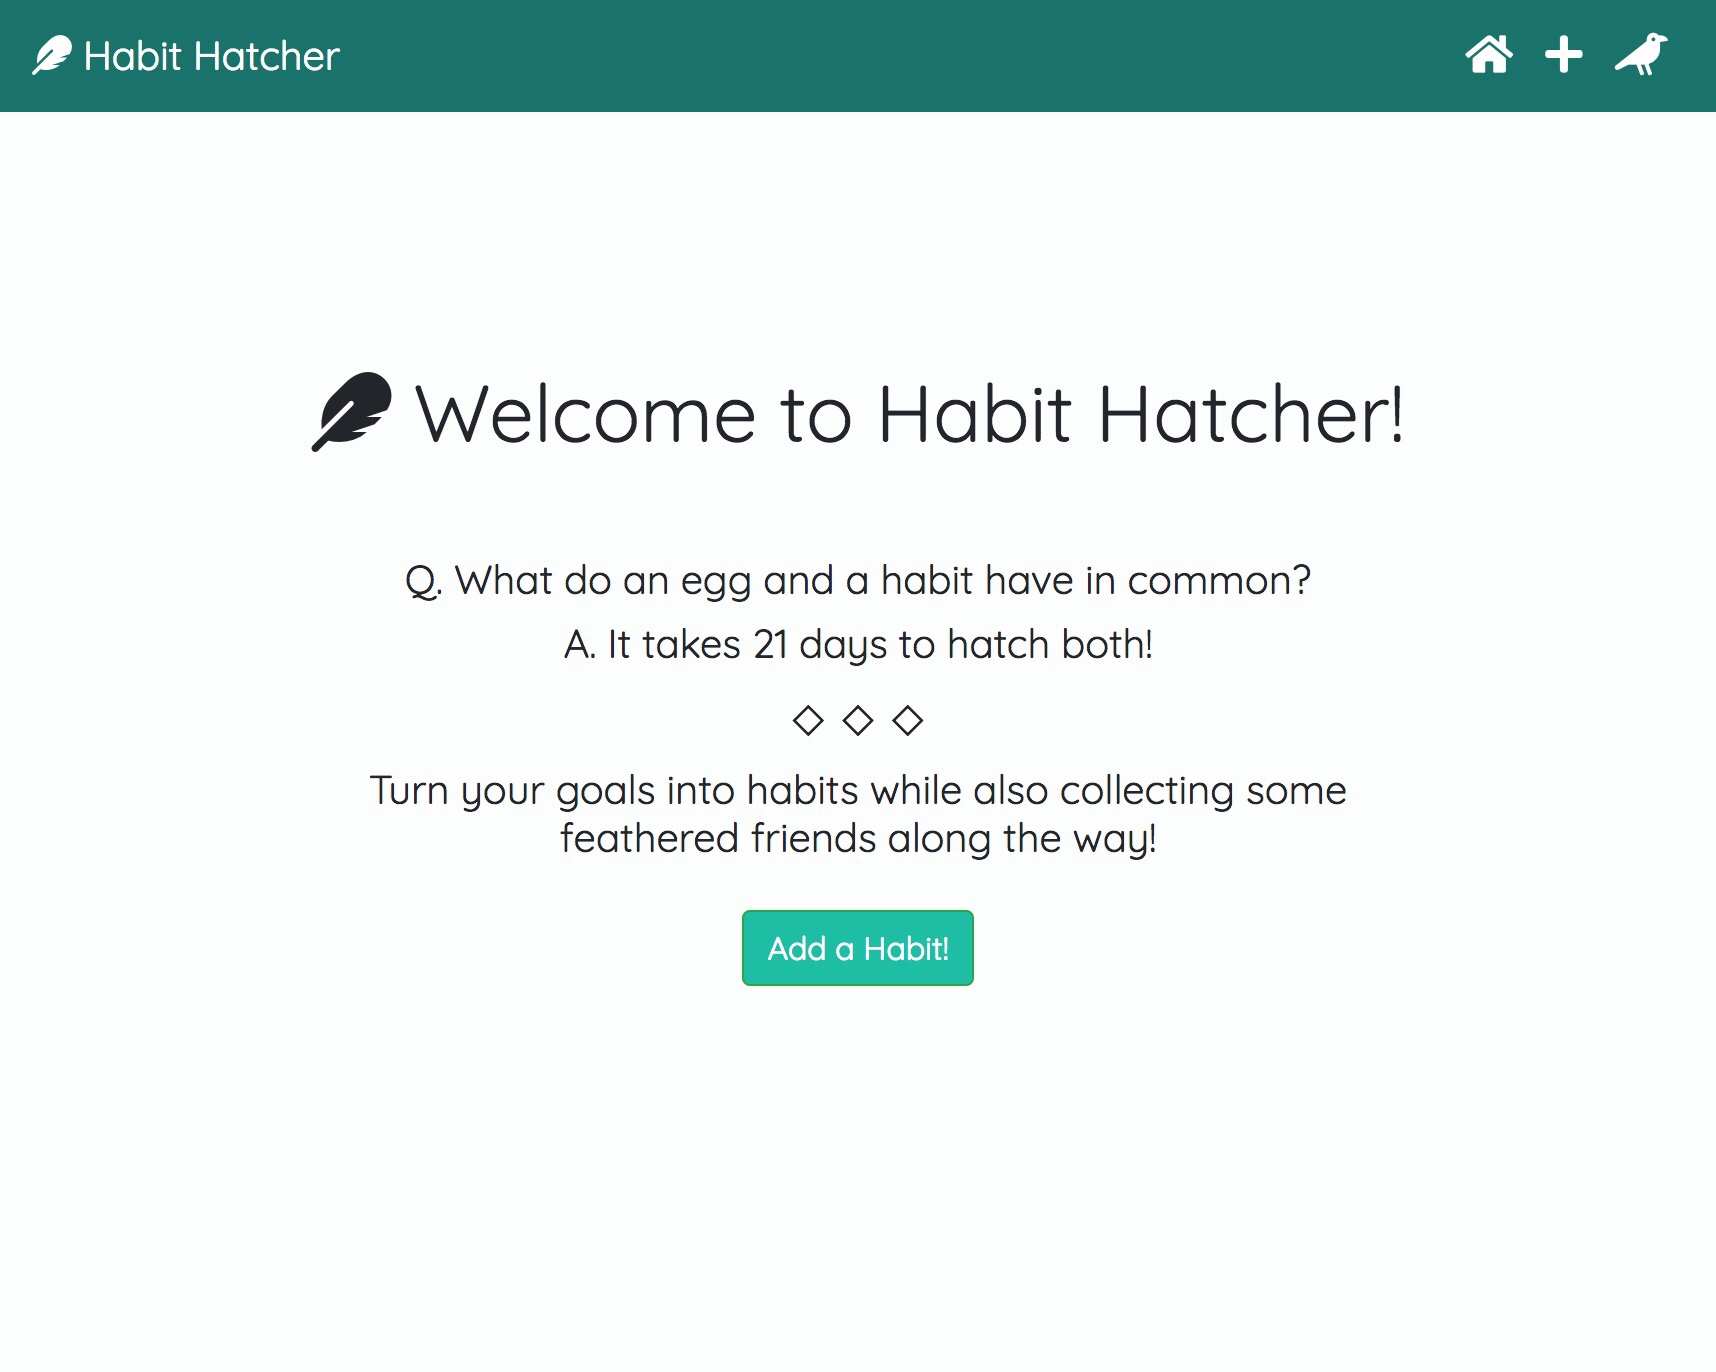 Habit Hatcher
Welcome to Habit Hatcher!
Q. What do an egg and a habit have in common?
A. It takes 21 days to hatch both!
Turn your goals into habits while also collecting some
feathered friends along the way!
Add a Habit!